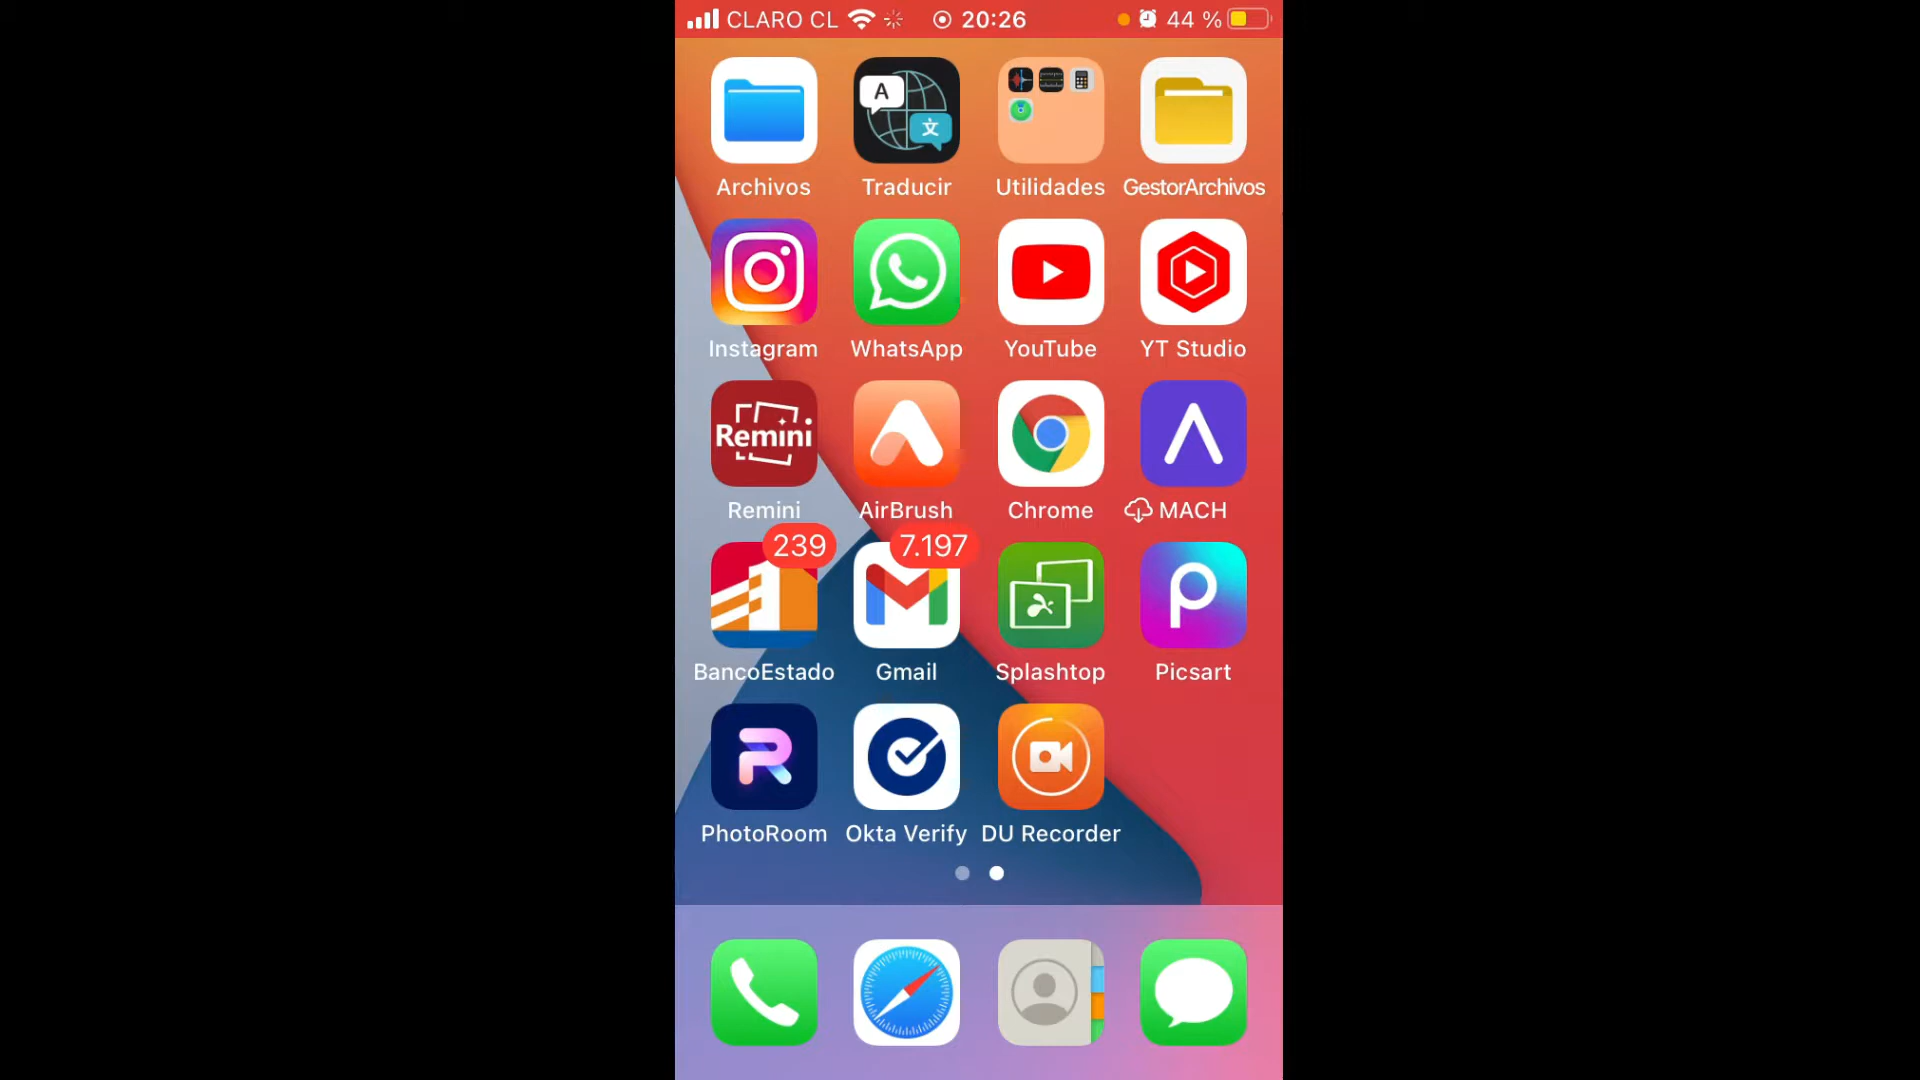 CLARO CL 20:26 44 %
Archivos Traducir Utilidades GestorArchivos
Instagram WhatsApp YouTube YT Studio
Remini
Remini AirBrush Chrome MACH
239 7.197
BancoEstado Gmail Splashtop Picsart
PhotoRoom Okta Verify DU Recorder